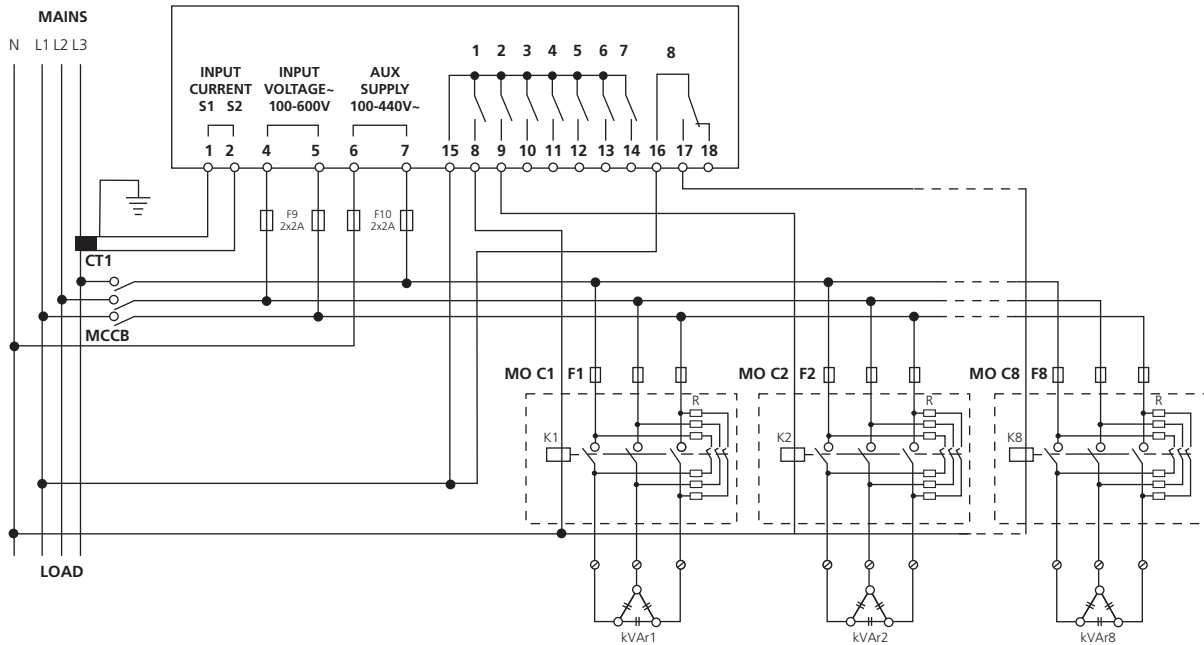 MAINS
N L1 L2 L3
1 2 3 4 5 6 7 8
INPUT
CURRENT
S1 S2
INPUT
VOLTAGE~
100-600V
AUX
SUPPLY
100-440V~
1 2 4 5 6 7 15 8 9 10 11 12 13 14 16 17 18
F9
2x2A
F10
2x2A
CT1
MCCB
MO C1 F1
MO C2 F2
MO C8 F8
R
R
R
K1
K2
K8
LOAD
kVAr1
kVAr2
kVAr8